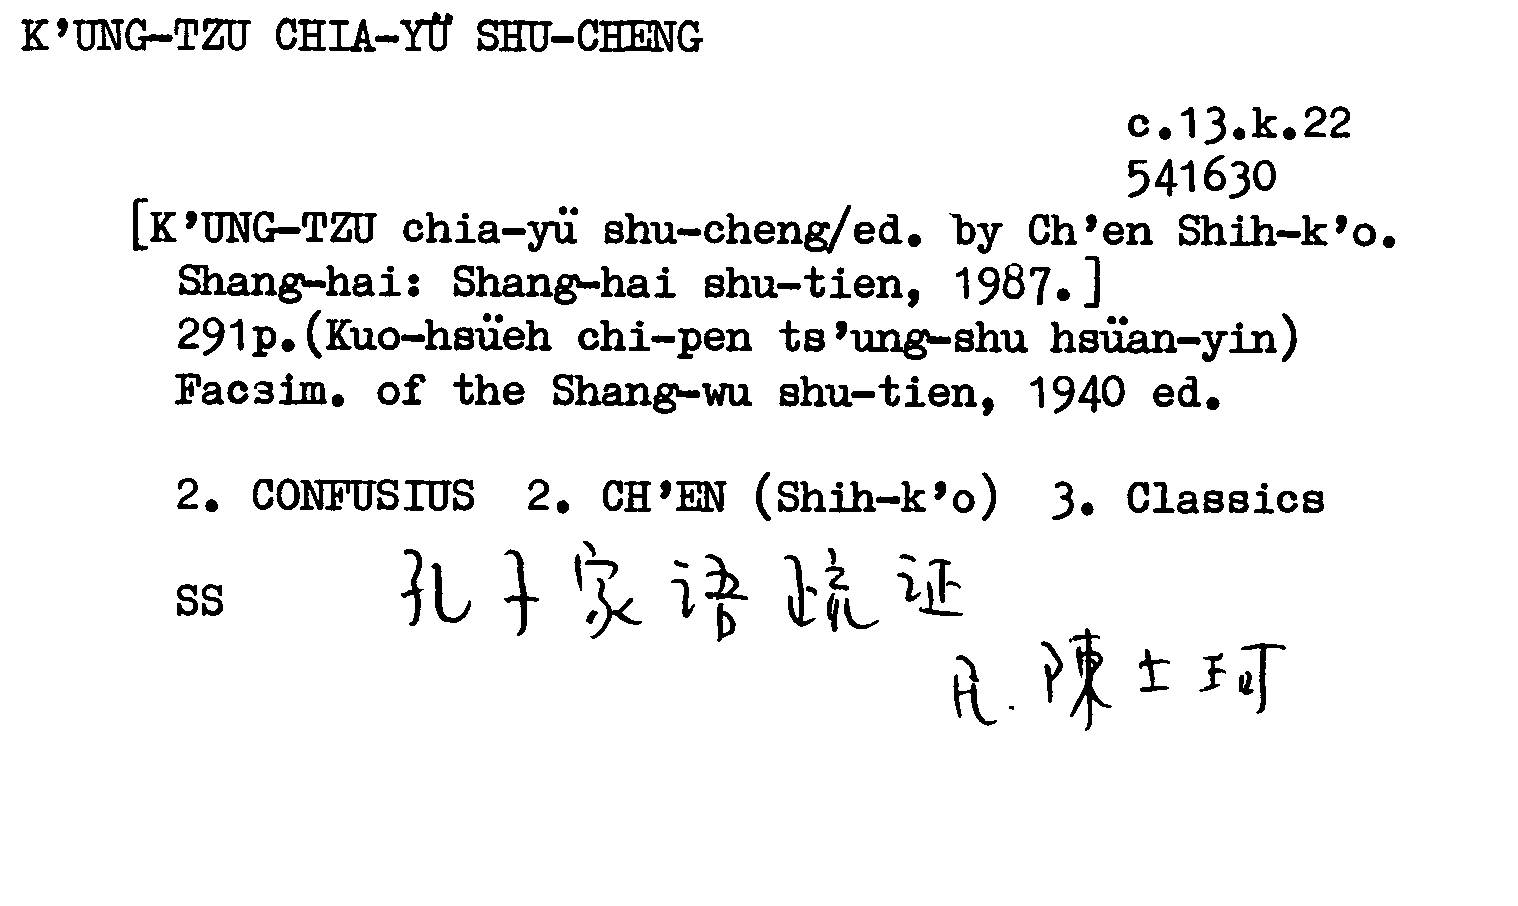 K'UNG-TZU CHIA-YÜ SHU-CHENG
c.13.k.22
541630
[K'UNG-TZU chia-yü shu-cheng/ed. by Ch'en Shih-k'o.
Shang-hai: Shang-hai shu-tien, 1987.]
291p.(Kuo-hsüeh chi-pen ts'ung-shu hsüan-yin)
Facsim. of the Shang-wu shu-tien, 1940 ed.
2. CONFUSIUS 2. CH'EN (Shih-k'o) 3. Classics
SS 孔子家语疏证
陳士珂